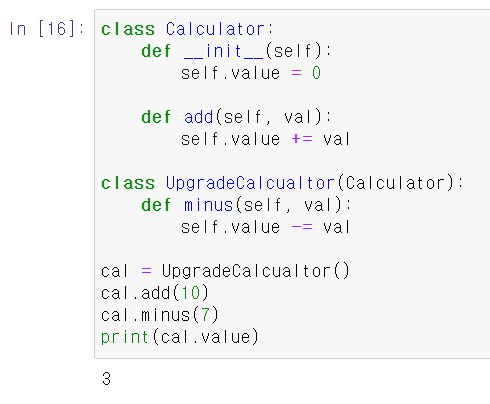 In [16]: class Calculator:
    def __init__(self):
        self.value = 0

    def add(self, val):
        self.value += val

class UpgradeCalcualtor(Calculator):
    def minus(self, val):
        self.value -= val

cal = UpgradeCalcualtor()
cal.add(10)
cal.minus(7)
print(cal.value)
3